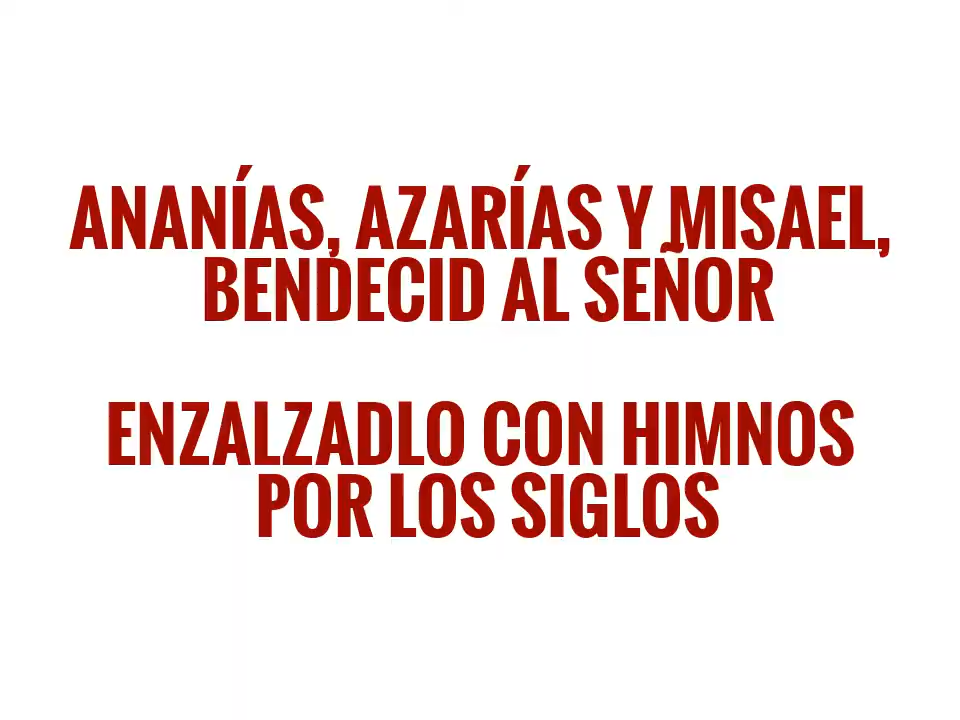 ANANÍAS, AZARÍAS Y MISAEL,
BENDECID AL SEÑOR
ENZALZADLO CON HIMNOS
POR LOS SIGLOS